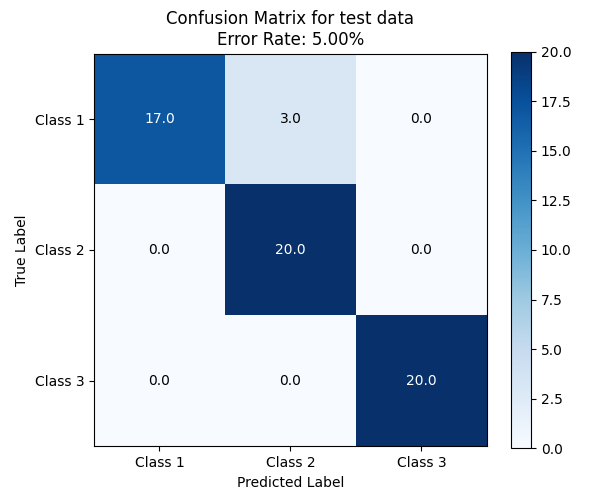 Confusion Matrix for test data
Error Rate: 5.00%
True Label
Class 1
17.0 3.0 0.0
Class 2
0.0 20.0 0.0
Class 3
0.0 0.0 20.0
Class 1 Class 2 Class 3
Predicted Label
20.0
17.5
15.0
12.5
10.0
7.5
5.0
2.5
0.0